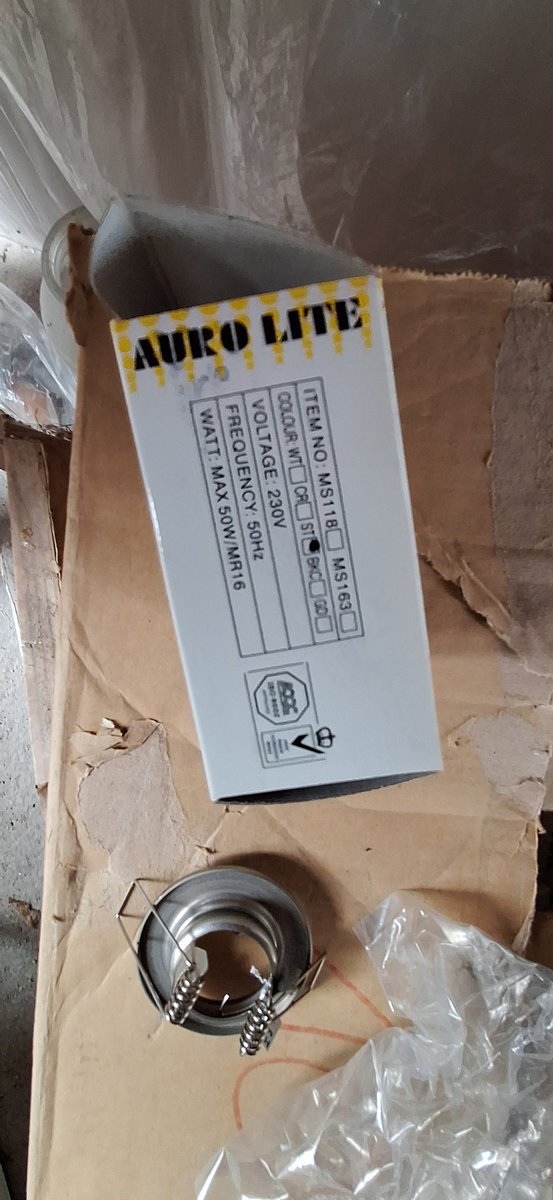 AURO LITE
ITEM NO: MS118□ MS163□
COLOUR: WT□ CR□ ST□ BKC□ GD□
VOLTAGE: 230V
FREQUENCY: 50Hz
WATT: MAX 50W/MR16